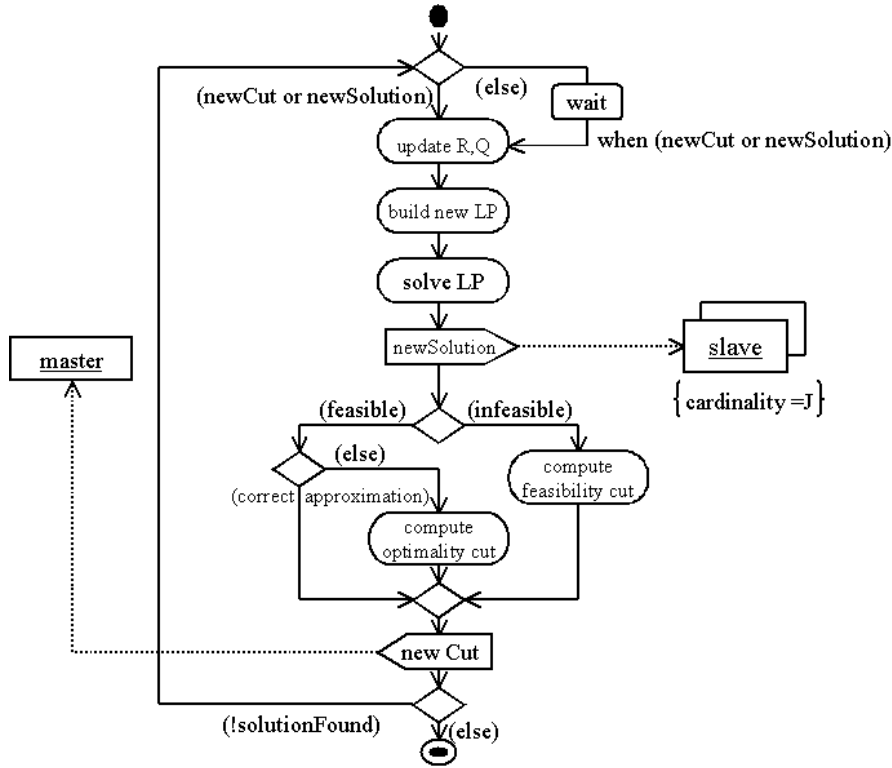 (else)
(newCut or newSolution)
wait
when (newCut or newSolution)
update R,Q
build new LP
solve LP
newSolution
slave
master
{cardinality =J}
(feasible)
(infeasible)
(else)
compute
feasibility cut
(correct approximation)
compute
optimality cut
new Cut
(!solutionFound)
(else)